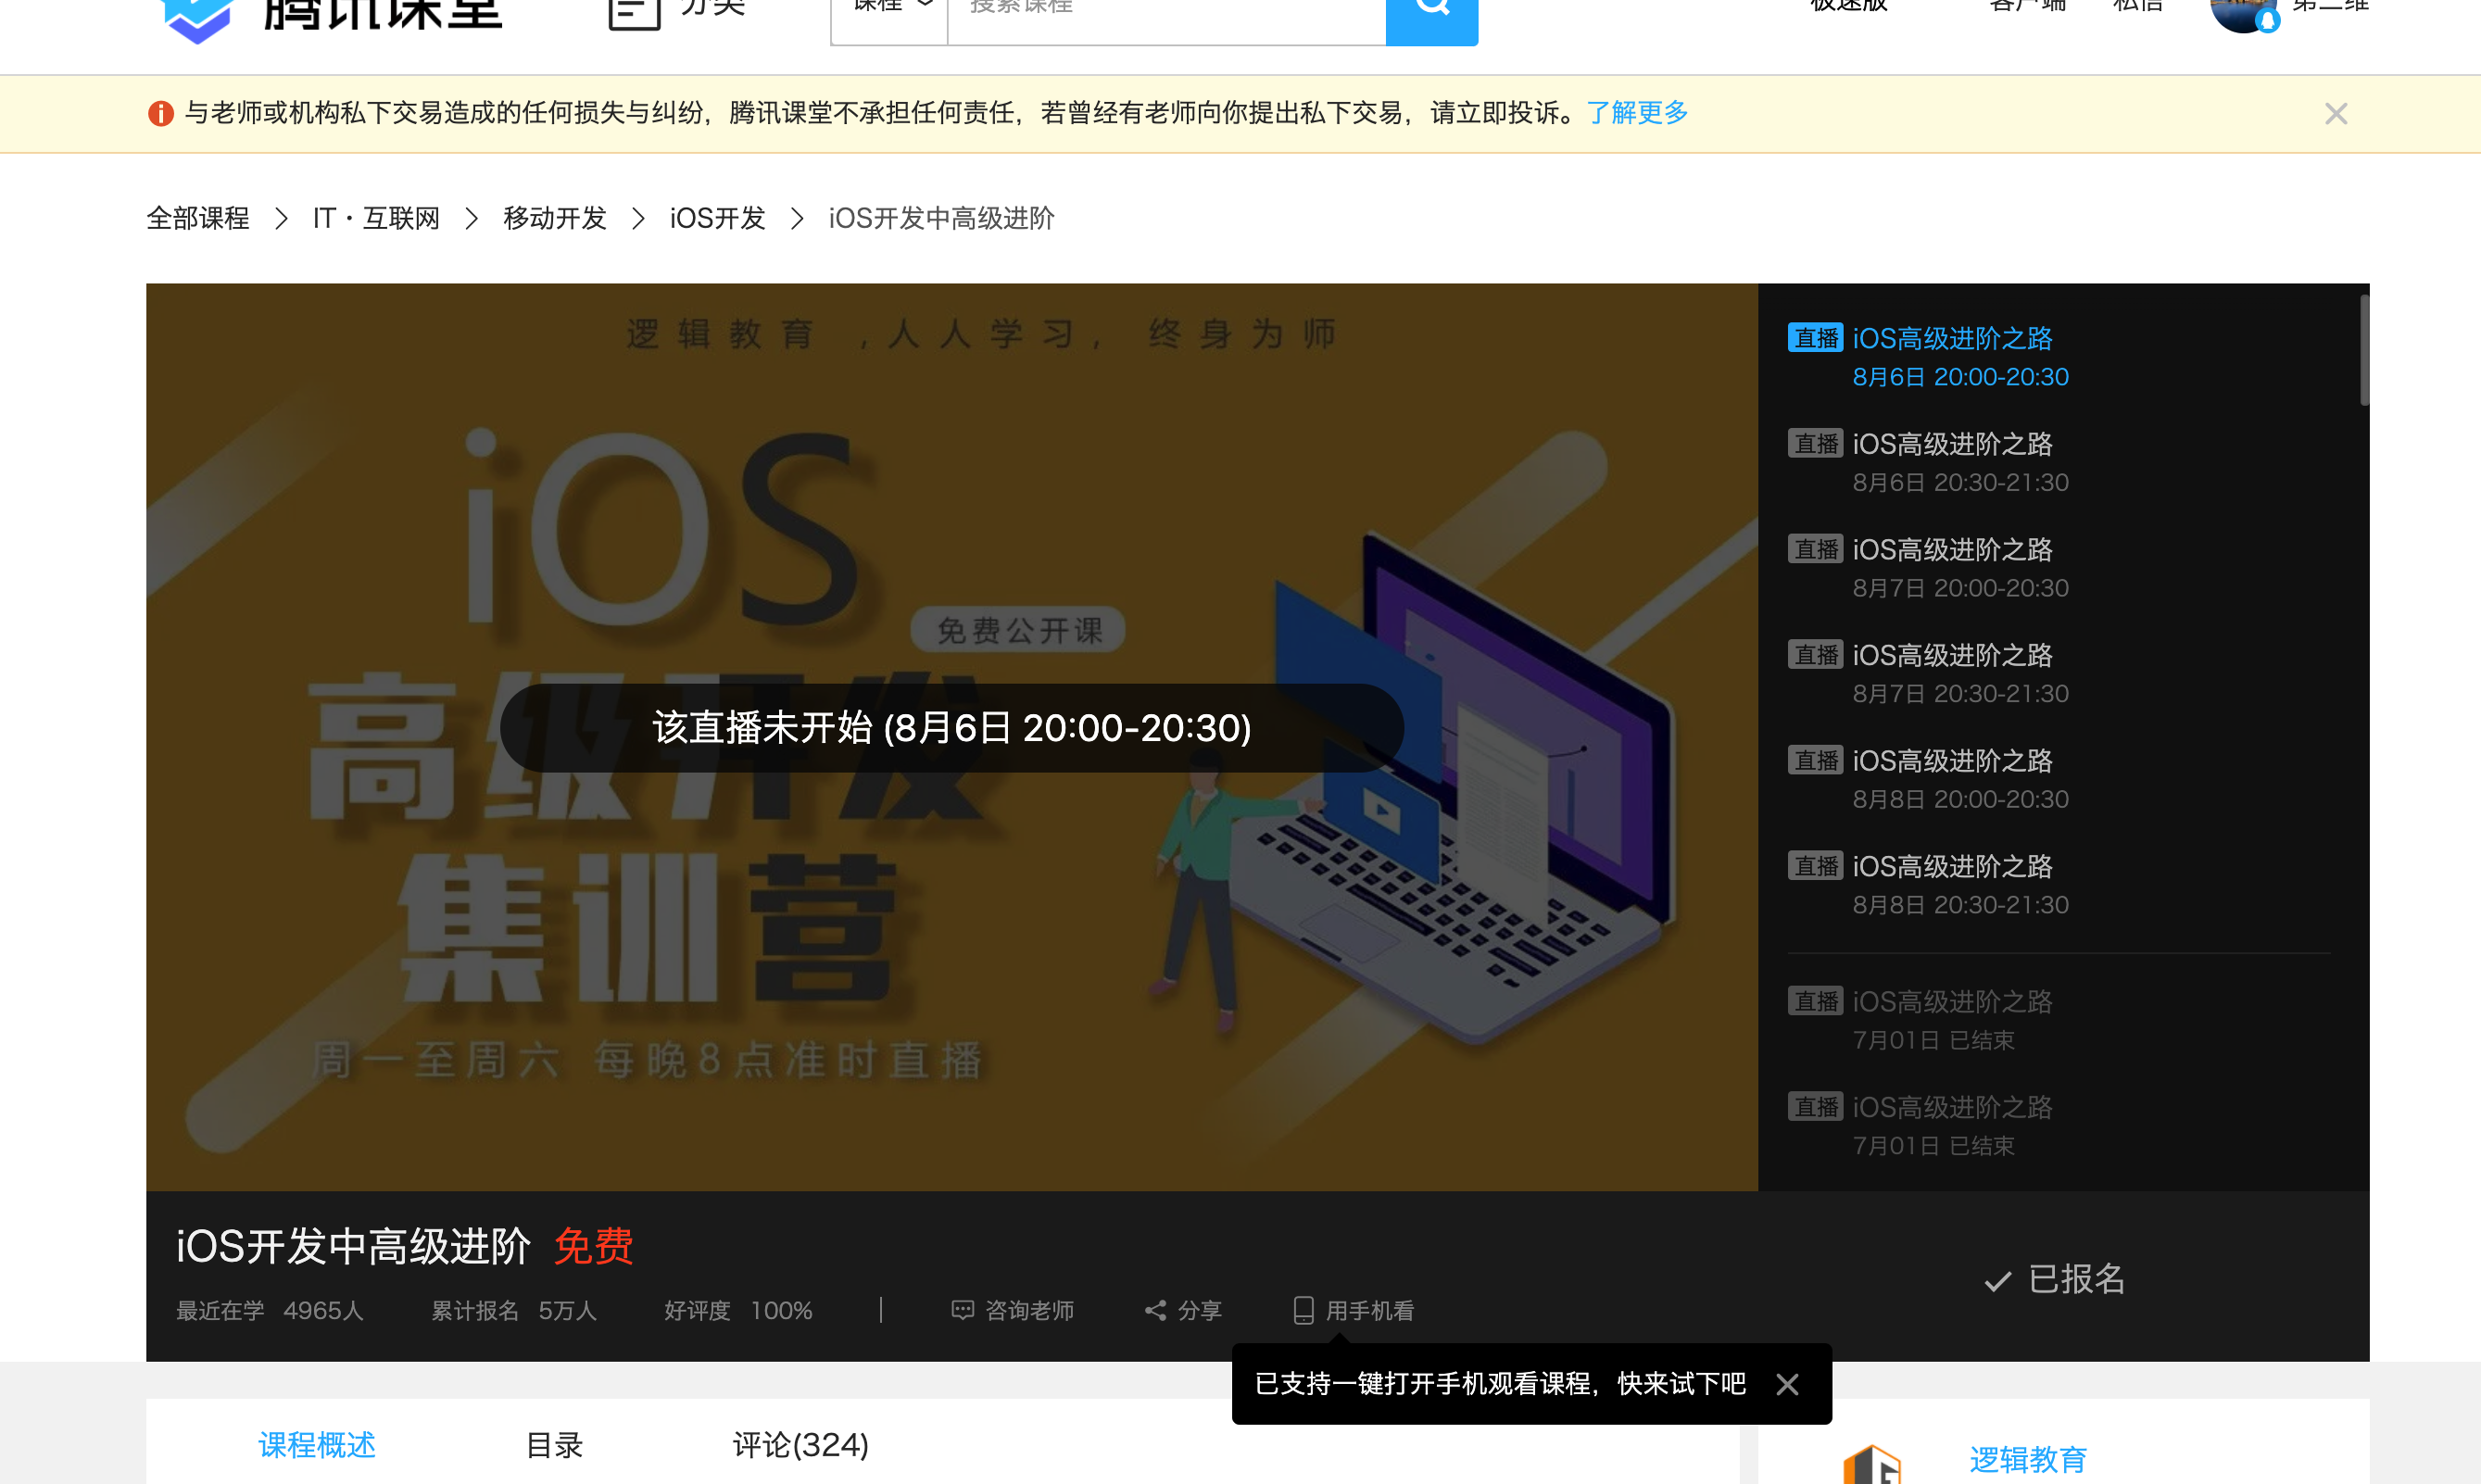 腾讯课堂
分类
课程
搜索课程
极速版
客户端
私信
第二维
与老师或机构私下交易造成的任何损失与纠纷，腾讯课堂不承担任何责任，若曾经有老师向你提出私下交易，请立即投诉。了解更多
全部课程 > IT・互联网 > 移动开发 > iOS开发 > iOS开发中高级进阶
逻辑教育 ，人人学习， 终身为师
iOS
免费公开课
高级开发
该直播未开始 (8月6日 20:00-20:30)
集训营
周一至周六 每晚8点准时直播
直播 iOS高级进阶之路
8月6日 20:00-20:30
直播 iOS高级进阶之路
8月6日 20:30-21:30
直播 iOS高级进阶之路
8月7日 20:00-20:30
直播 iOS高级进阶之路
8月7日 20:30-21:30
直播 iOS高级进阶之路
8月8日 20:00-20:30
直播 iOS高级进阶之路
8月8日 20:30-21:30
直播 iOS高级进阶之路
7月01日 已结束
直播 iOS高级进阶之路
7月01日 已结束
iOS开发中高级进阶 免费
最近在学 4965人 累计报名 5万人 好评度 100% 咨询老师 分享 用手机看
已报名
已支持一键打开手机观看课程，快来试下吧
课程概述 目录 评论(324)
逻辑教育